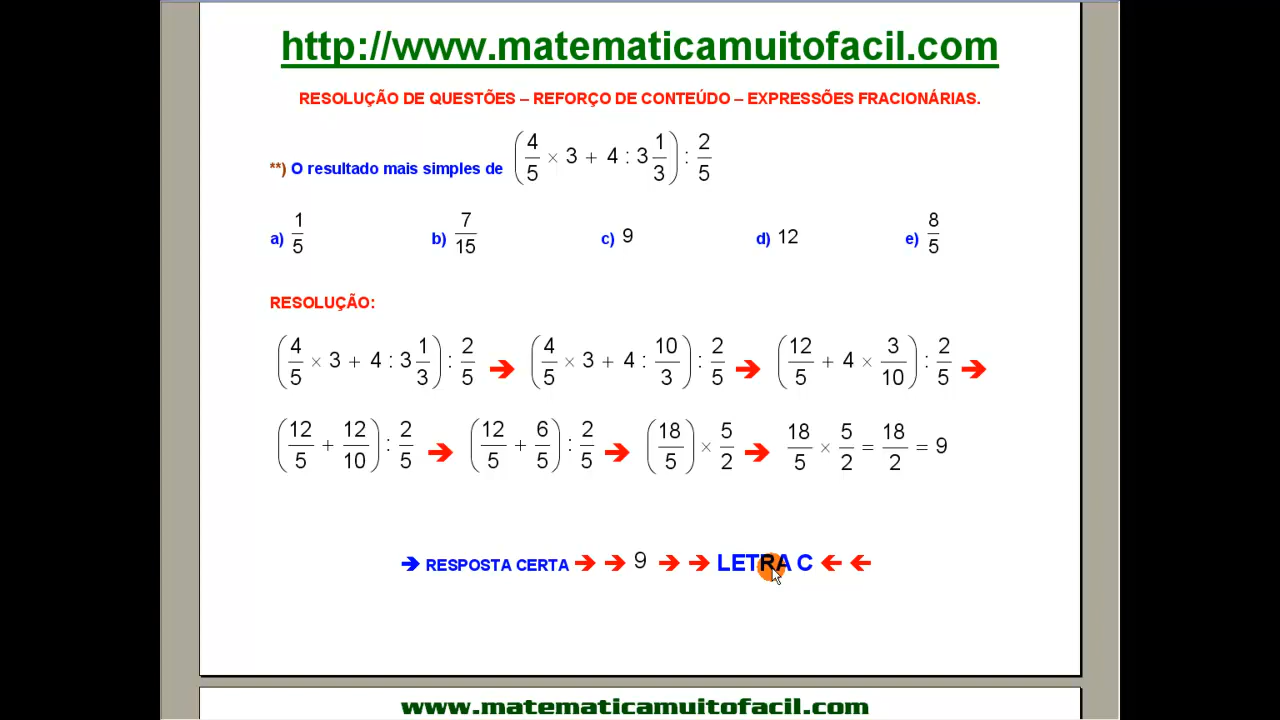 http://www.matematicamuitofacil.com
RESOLUÇÃO DE QUESTÕES – REFORÇO DE CONTEÚDO – EXPRESSÕES FRACIONÁRIAS.
**) O resultado mais simples de (4/5 × 3 + 4 : 3 1/3) : 2/5
a) 1/5 b) 7/15 c) 9 d) 12 e) 8/5
RESOLUÇÃO:
(4/5 × 3 + 4 : 3 1/3) : 2/5 ➔ (4/5 × 3 + 4 : 10/3) : 2/5 ➔ (12/5 + 4 × 3/10) : 2/5 ➔
(12/5 + 12/10) : 2/5 ➔ (12/5 + 6/5) : 2/5 ➔ (18/5) × 5/2 ➔ 18/5 × 5/2 = 18/2 = 9
➔ RESPOSTA CERTA ➔ ➔ 9 ➔ ➔ LETRA C 🡰 🡰
www.matematicamuitofacil.com